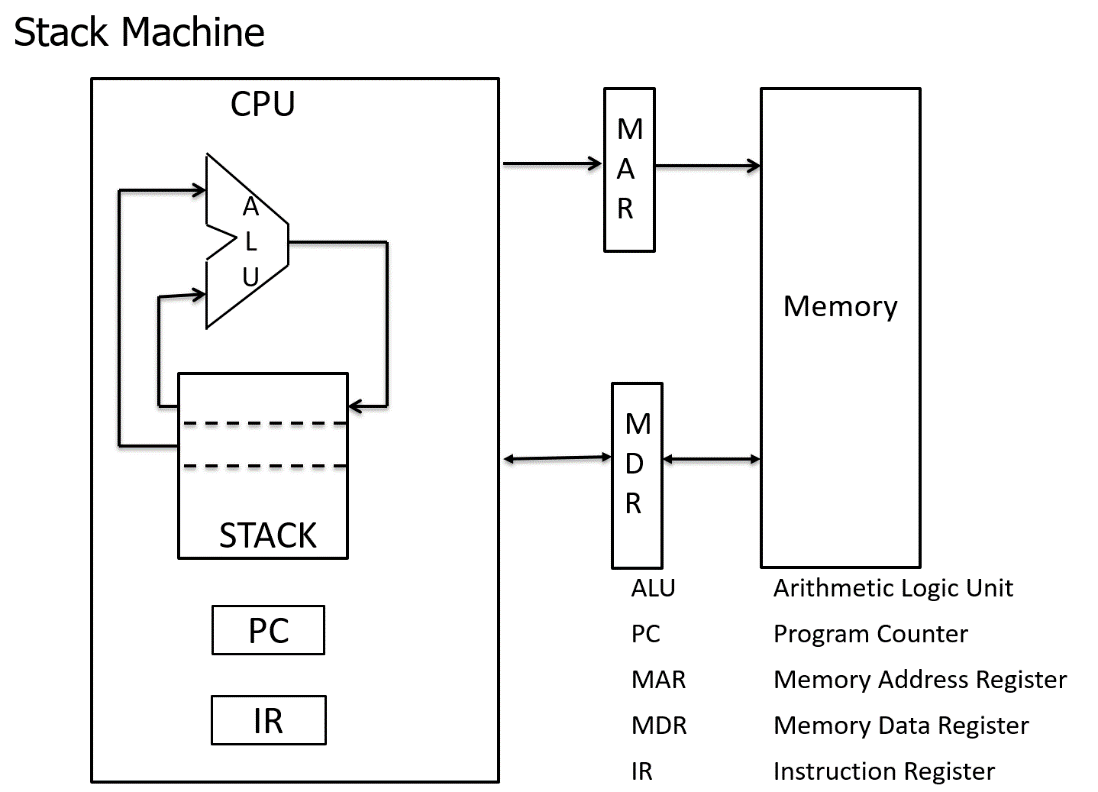 Stack Machine
CPU
A
L
U
STACK
PC
IR
M
A
R
M
D
R
Memory
ALU Arithmetic Logic Unit
PC Program Counter
MAR Memory Address Register
MDR Memory Data Register
IR Instruction Register